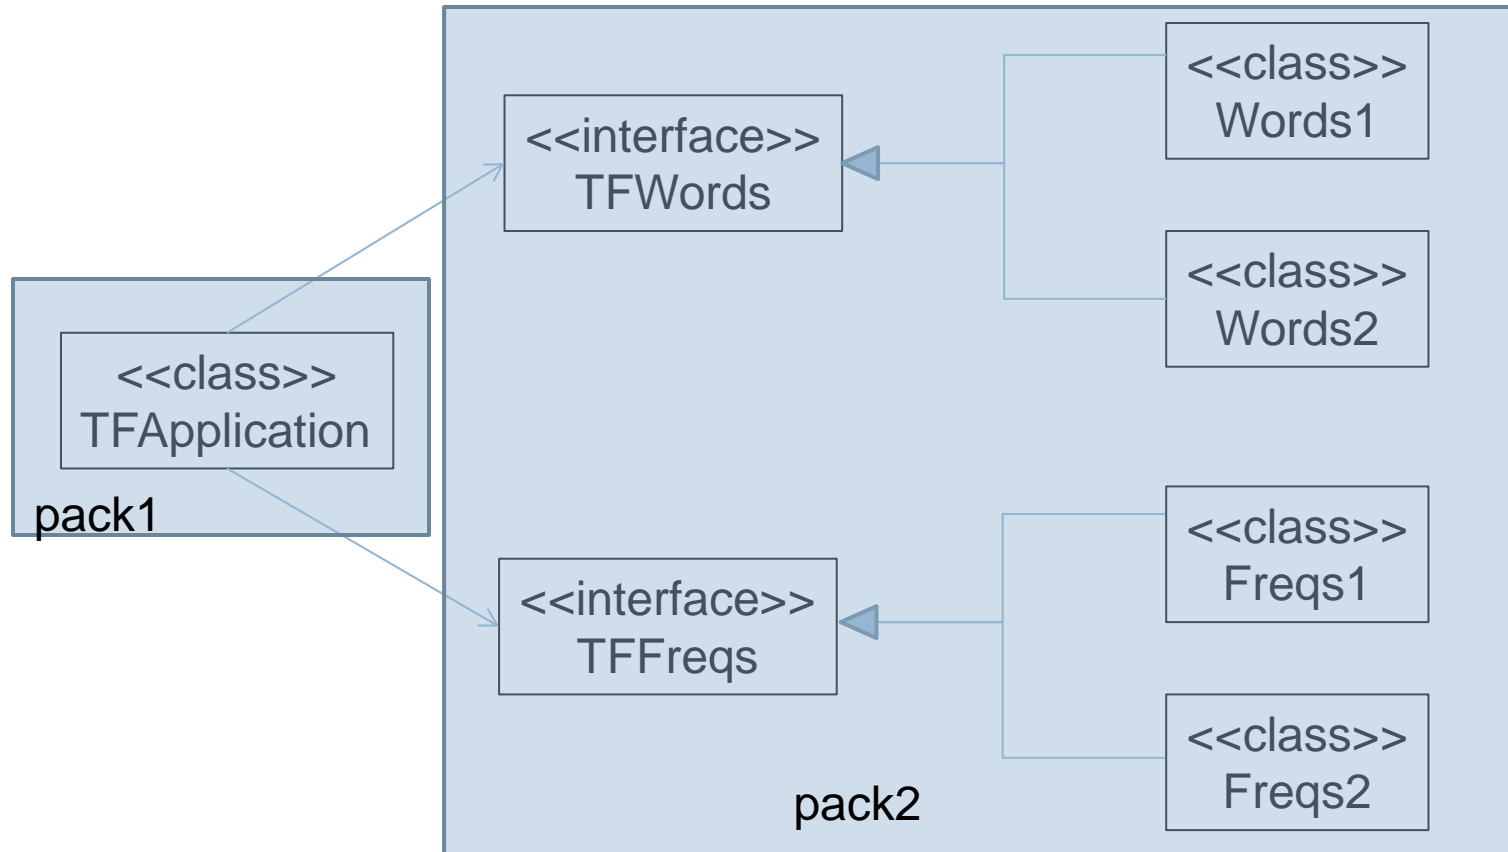 <<class>>
Words1
<<interface>>
TFWords
<<class>>
Words2
<<class>>
TFApplication
pack1
<<class>>
Freqs1
<<interface>>
TFFreqs
<<class>>
Freqs2
pack2